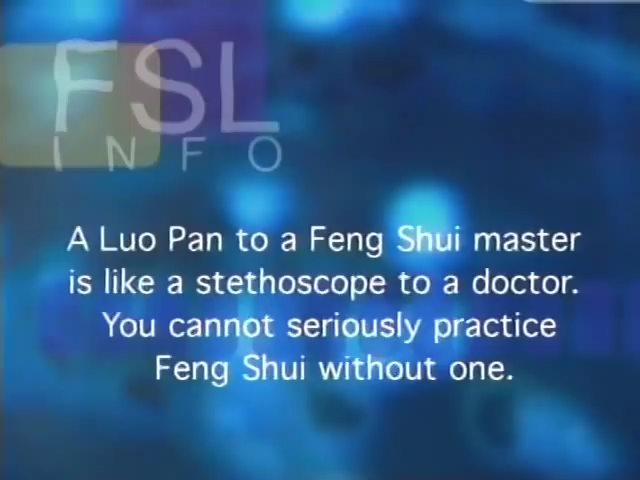 FSL
INFO
A Luo Pan to a Feng Shui master
is like a stethoscope to a doctor.
You cannot seriously practice
Feng Shui without one.